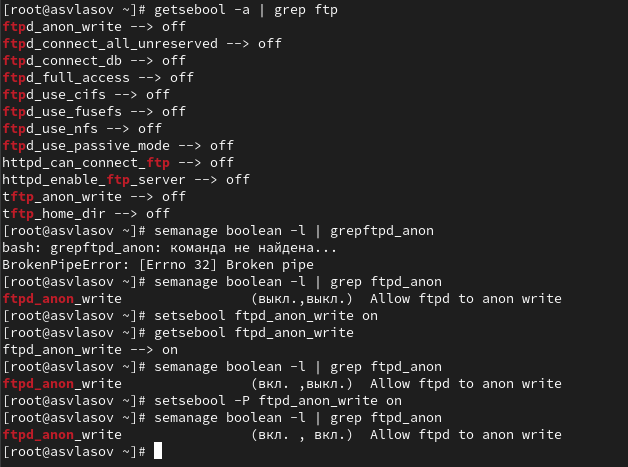 [root@asvlasov ~]# getsebool -a | grep ftp
ftpd_anon_write --> off
ftpd_connect_all_unreserved --> off
ftpd_connect_db --> off
ftpd_full_access --> off
ftpd_use_cifs --> off
ftpd_use_fusefs --> off
ftpd_use_nfs --> off
ftpd_use_passive_mode --> off
httpd_can_connect_ftp --> off
httpd_enable_ftp_server --> off
tftp_anon_write --> off
tftp_home_dir --> off
[root@asvlasov ~]# semanage boolean -l | grepftpd_anon
bash: grepftpd_anon: команда не найдена...
BrokenPipeError: [Errno 32] Broken pipe
[root@asvlasov ~]# semanage boolean -l | grep ftpd_anon
ftpd_anon_write                (выкл.,выкл.)  Allow ftpd to anon write
[root@asvlasov ~]# setsebool ftpd_anon_write on
[root@asvlasov ~]# getsebool ftpd_anon_write
ftpd_anon_write --> on
[root@asvlasov ~]# semanage boolean -l | grep ftpd_anon
ftpd_anon_write                (вкл. ,выкл.)  Allow ftpd to anon write
[root@asvlasov ~]# setsebool -P ftpd_anon_write on
[root@asvlasov ~]# semanage boolean -l | grep ftpd_anon
ftpd_anon_write                (вкл. , вкл.)  Allow ftpd to anon write
[root@asvlasov ~]#